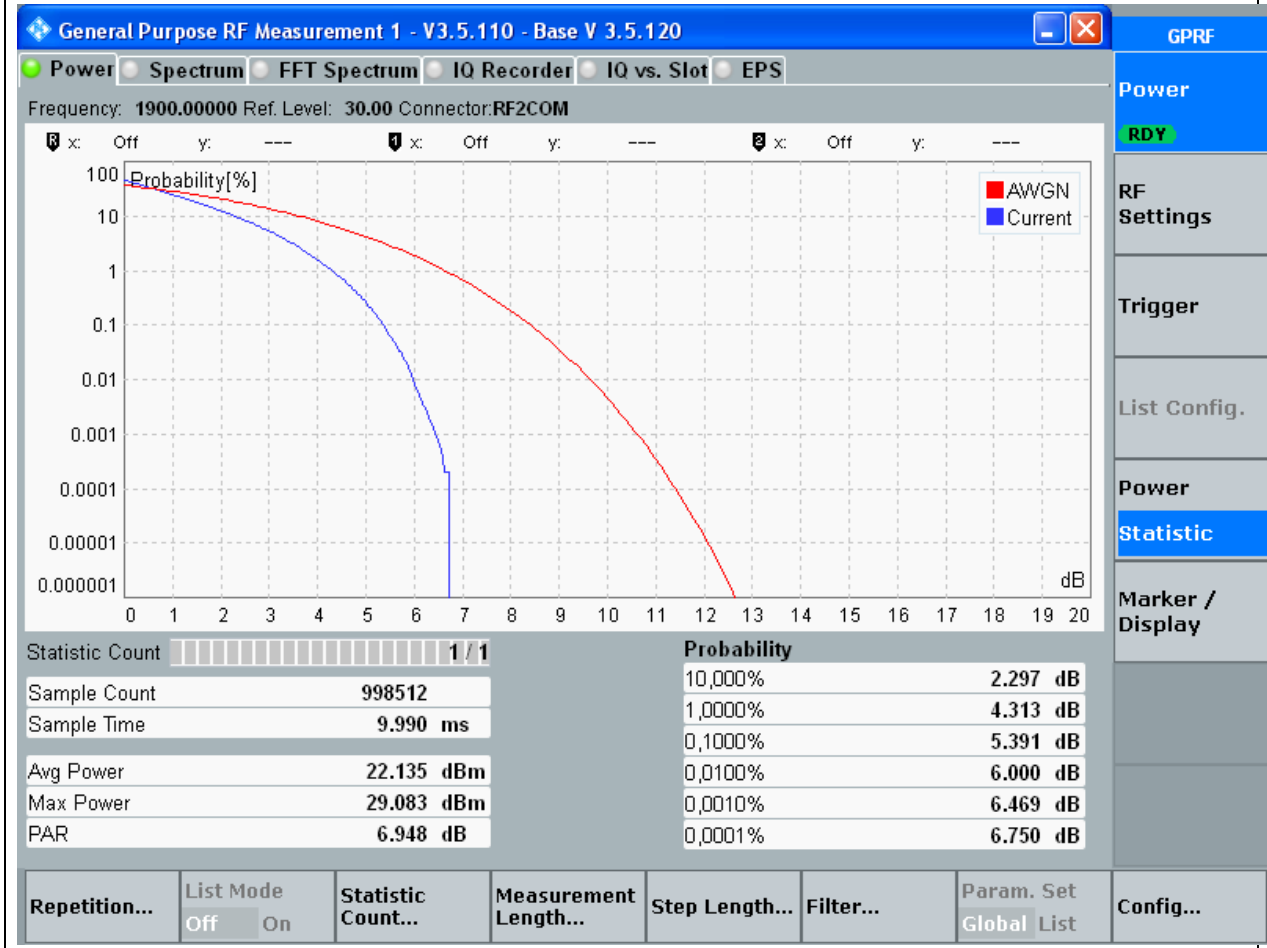 General Purpose RF Measurement 1 - V3.5.110 - Base V 3.5.120
GPRF
Power Spectrum FFT Spectrum IQ Recorder IQ vs. Slot EPS
Frequency: 1900.00000 Ref. Level: 30.00 Connector:RF2COM
R x: Off y: --- 1 x: Off y: --- 2 x: Off y: ---
Probability[%]
AWGN
Current
100
10
1
0.1
0.01
0.001
0.0001
0.00001
0.000001
dB
0 1 2 3 4 5 6 7 8 9 10 11 12 13 14 15 16 17 18 19 20
Statistic Count 1 / 1
Sample Count 998512
Sample Time 9.990 ms
Avg Power 22.135 dBm
Max Power 29.083 dBm
PAR 6.948 dB
Probability
10,000% 2.297 dB
1,0000% 4.313 dB
0,1000% 5.391 dB
0,0100% 6.000 dB
0,0010% 6.469 dB
0,0001% 6.750 dB
Power
RDY
RF
Settings
Trigger
List Config.
Power
Statistic
Marker /
Display
Repetition...
List Mode
Off On
Statistic
Count...
Measurement
Length...
Step Length...
Filter...
Param. Set
Global List
Config...